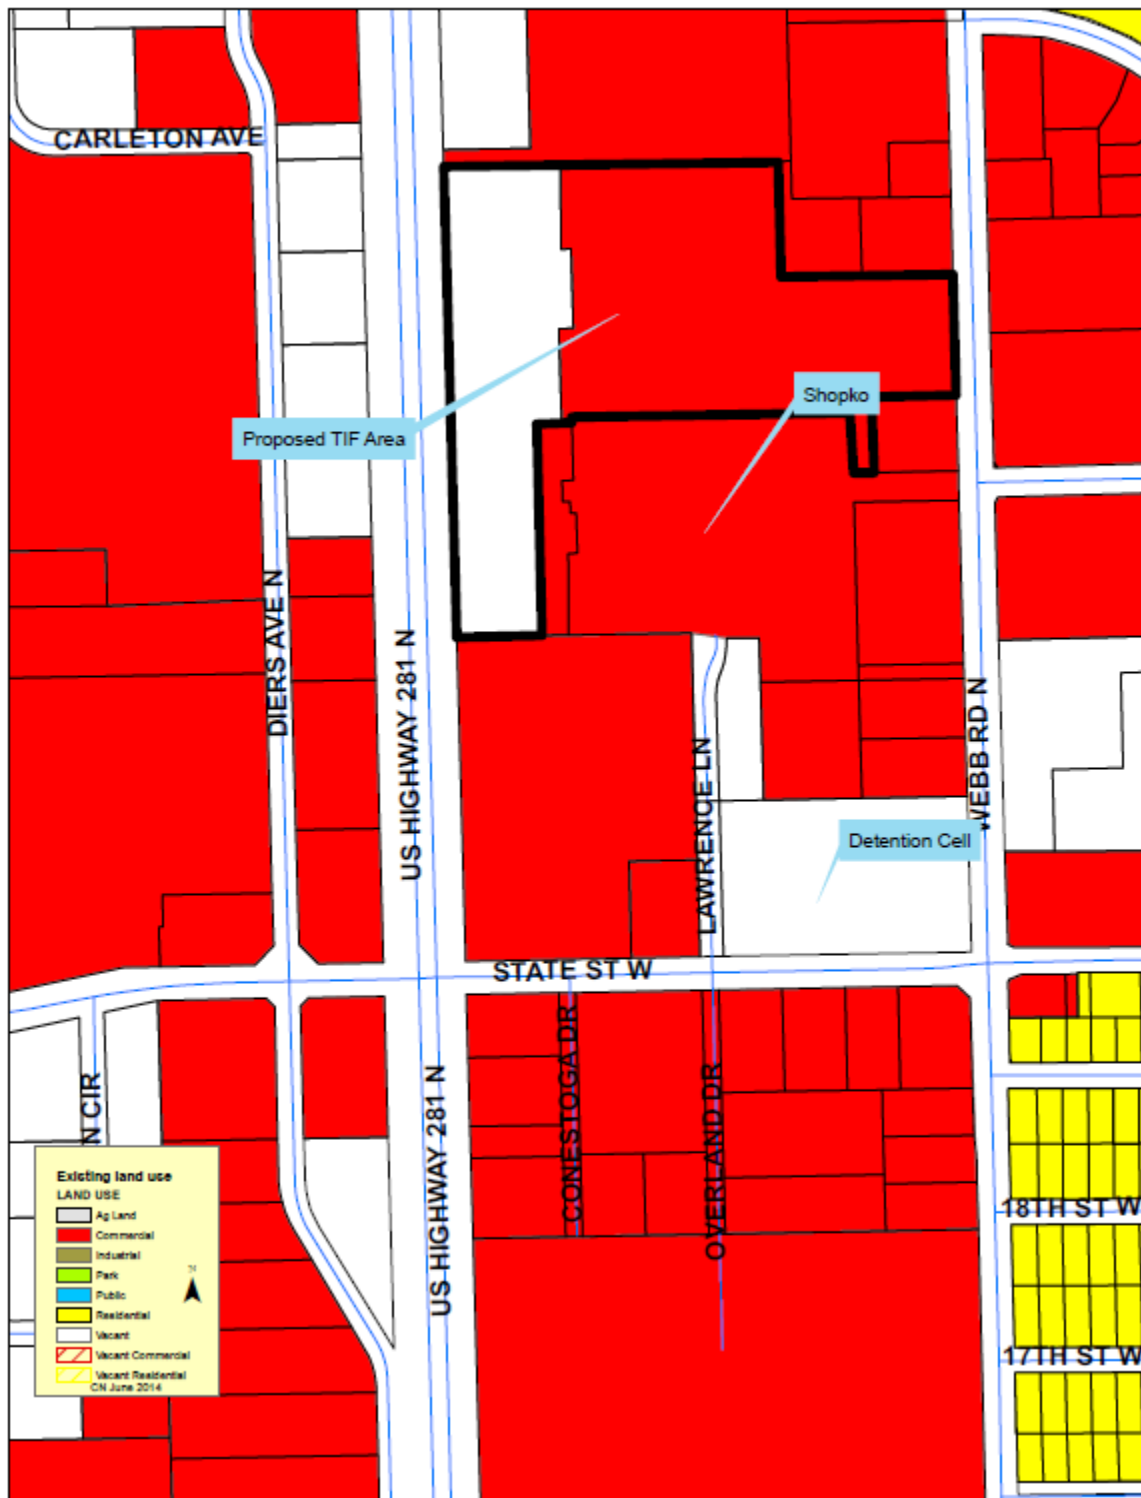 CARLETON AVE
Shopko
Proposed TIF Area
DIERS AVE N
US HIGHWAY 281 N
WEBB RD N
LAWRENCE LN
Detention Cell
STATE ST W
CONESTOGA DR
OVERLAND DR
US HIGHWAY 281 N
N CIR
18TH ST W
17TH ST W
Existing land use
LAND USE
Ag Land
Commercial
Industrial
Park
Public
Residential
Vacant
Vacant Commercial
Vacant Residential
CN June 2014
N